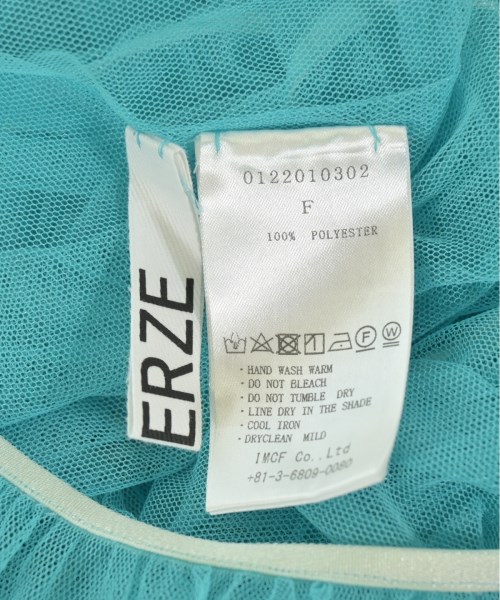 ERZE
0122010302
F
100% POLYESTER
F
W
・HAND WASH WARM
・DO NOT BLEACH
・DO NOT TUMBLE DRY
・LINE DRY IN THE SHADE
・COOL IRON
・DRYCLEAN MILD
IMCF Co.,Ltd
+81-3-6809-0080